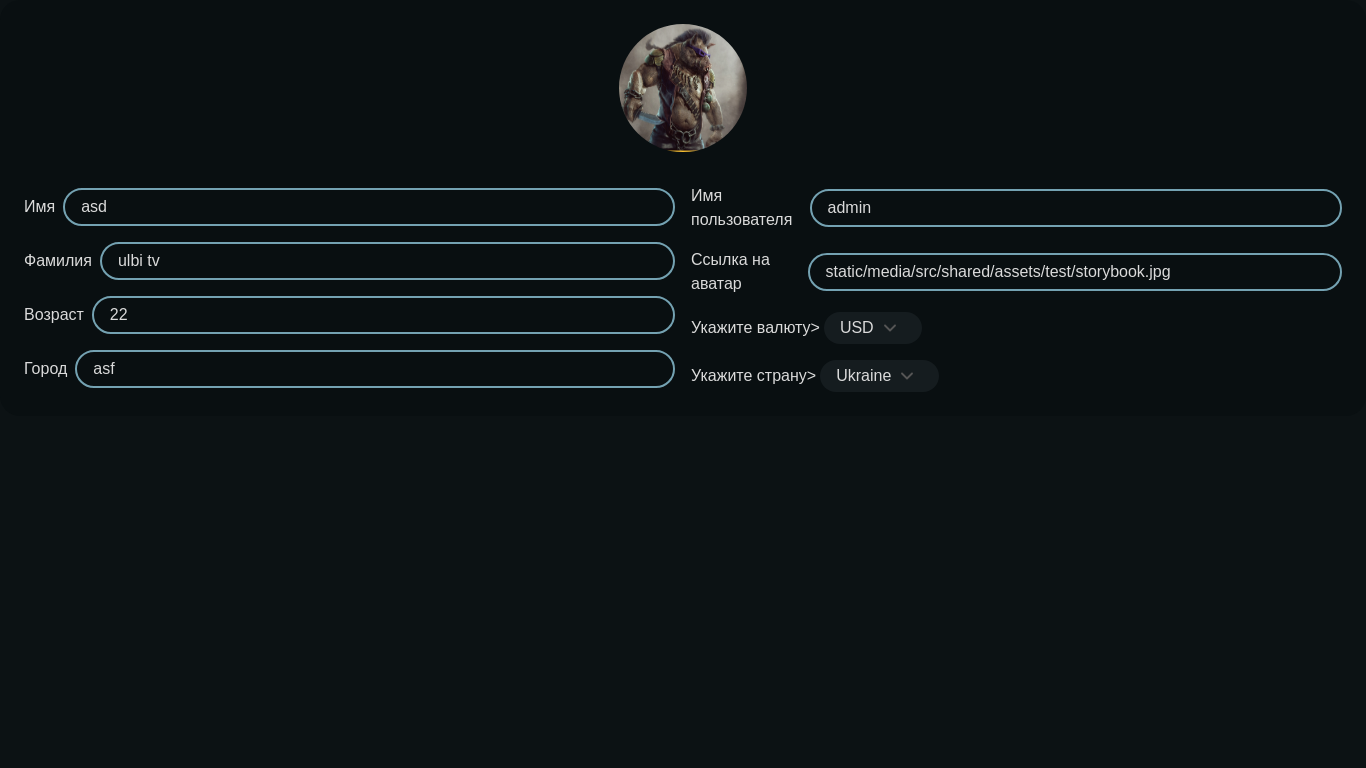 Имя
asd
Фамилия
ulbi tv
Возраст
22
Город
asf
Имя
пользователя
admin
Ссылка на
аватар
static/media/src/shared/assets/test/storybook.jpg
Укажите валюту>
USD
Укажите страну>
Ukraine